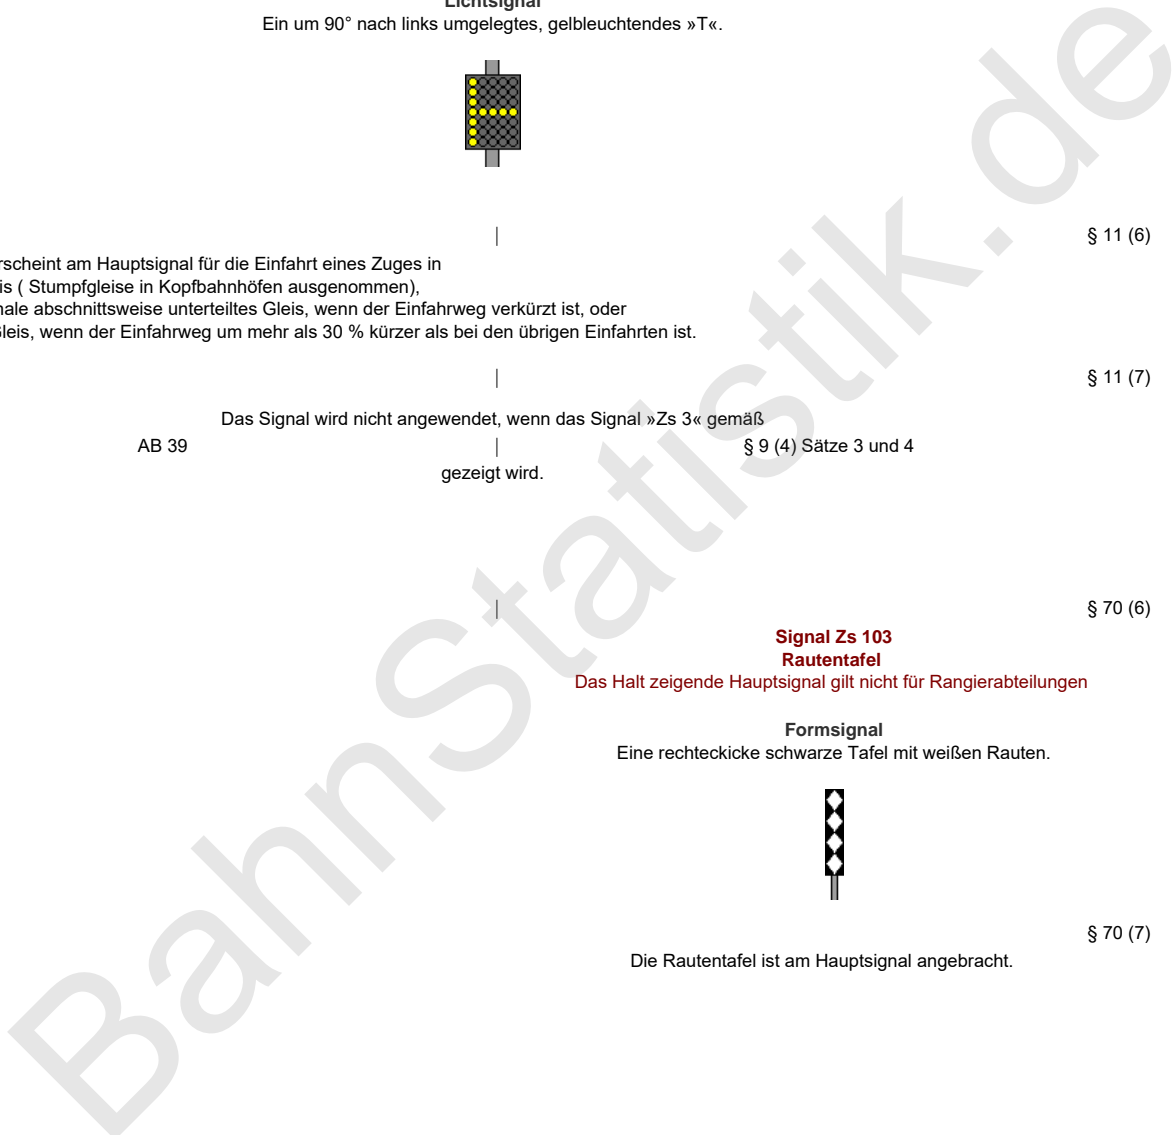 Lichtsignal
Ein um 90° nach links umgelegtes, gelbleuchtendes »T«.
| § 11 (6)
rscheint am Hauptsignal für die Einfahrt eines Zuges in
is ( Stumpfgleise in Kopfbahnhöfen ausgenommen),
nale abschnittsweise unterteiltes Gleis, wenn der Einfahrweg verkürzt ist, oder
Gleis, wenn der Einfahrweg um mehr als 30 % kürzer als bei den übrigen Einfahrten ist.
| § 11 (7)
Das Signal wird nicht angewendet, wenn das Signal »Zs 3« gemäß
AB 39 | § 9 (4) Sätze 3 und 4
gezeigt wird.
| § 70 (6)
Signal Zs 103
Rautentafel
Das Halt zeigende Hauptsignal gilt nicht für Rangierabteilungen
Formsignal
Eine rechteckicke schwarze Tafel mit weißen Rauten.
§ 70 (7)
Die Rautentafel ist am Hauptsignal angebracht.
BahnStatistik.de